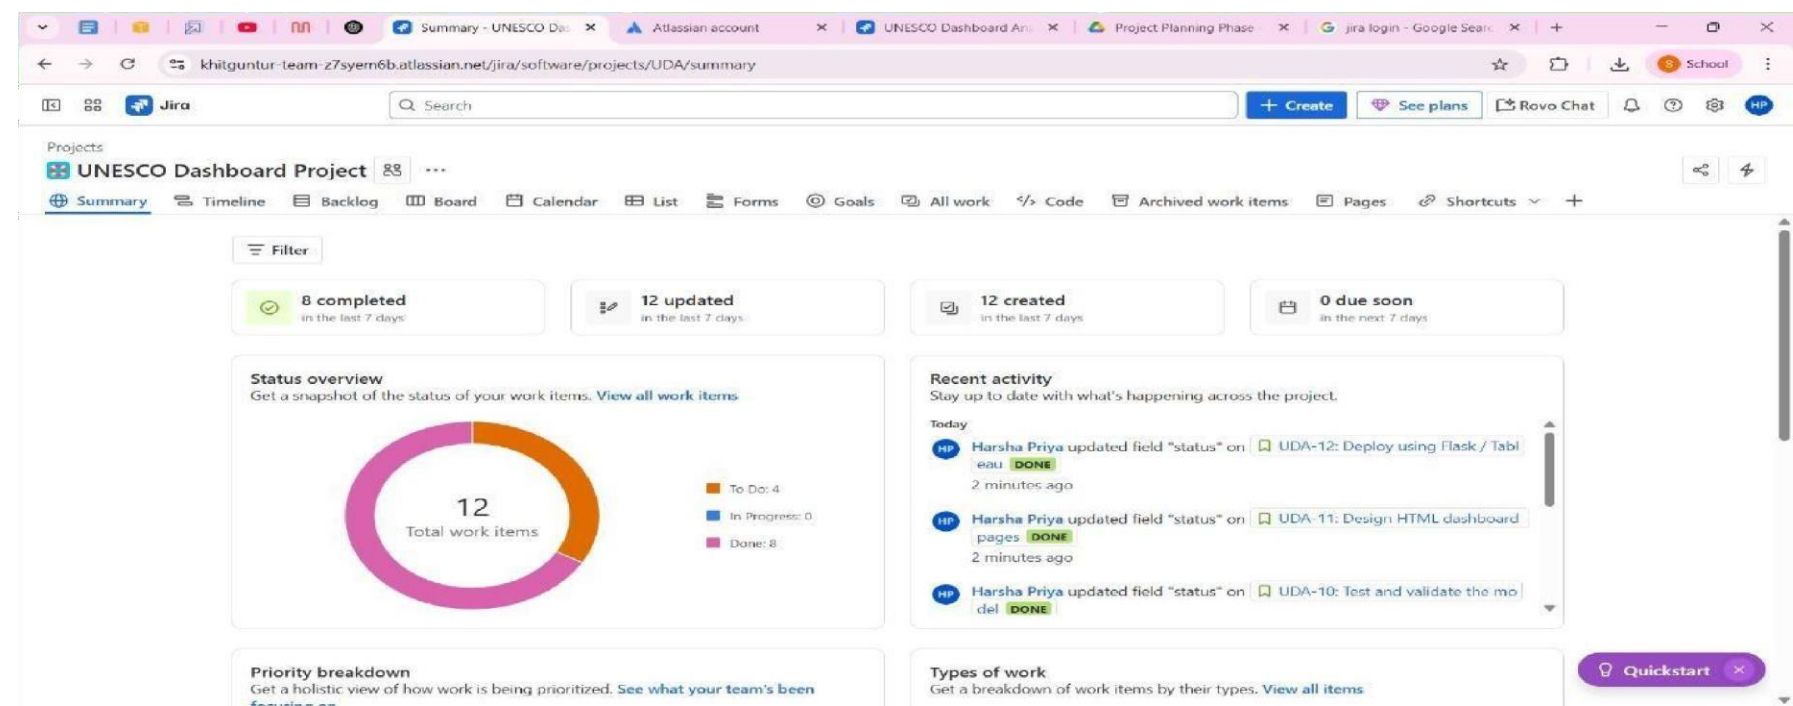 Summary - UNESCO Da
Atlassian account
UNESCO Dashboard An
Project Planning Phase
jira login - Google Searc
khitguntur-team-z7syem6b.atlassian.net/jira/software/projects/UDA/summary
S School
Jira
Search
+ Create
See plans
Rovo Chat
HP
Projects
UNESCO Dashboard Project
Summary Timeline Backlog Board Calendar List Forms Goals All work Code Archived work items Pages Shortcuts
Filter
8 completed
in the last 7 days
12 updated
in the last 7 days
12 created
in the last 7 days
0 due soon
in the next 7 days
Status overview
Get a snapshot of the status of your work items. View all work items
12
Total work items
To Do: 4
In Progress: 0
Done: 8
Recent activity
Stay up to date with what's happening across the project.
Today
HP Harsha Priya updated field "status" on UDA-12: Deploy using Flask / Tabl
eau DONE
2 minutes ago
HP Harsha Priya updated field "status" on UDA-11: Design HTML dashboard
pages DONE
2 minutes ago
HP Harsha Priya updated field "status" on UDA-10: Test and validate the mo
del DONE
Priority breakdown
Get a holistic view of how work is being prioritized. See what your team's been
focusing on
Types of work
Get a breakdown of work items by their types. View all items
Quickstart